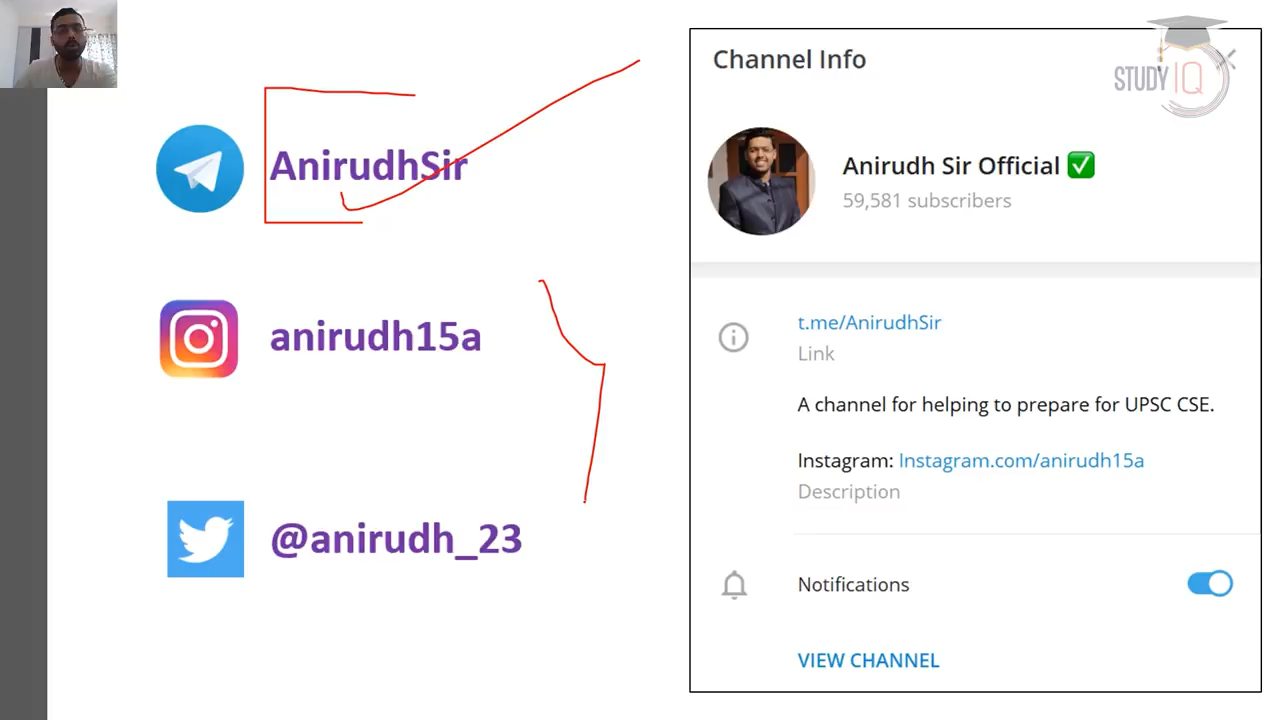 AnirudhSir
anirudh15a
@anirudh_23
STUDY IQ
Channel Info
Anirudh Sir Official
59,581 subscribers
t.me/AnirudhSir
Link
A channel for helping to prepare for UPSC CSE.
Instagram: Instagram.com/anirudh15a
Description
Notifications
VIEW CHANNEL